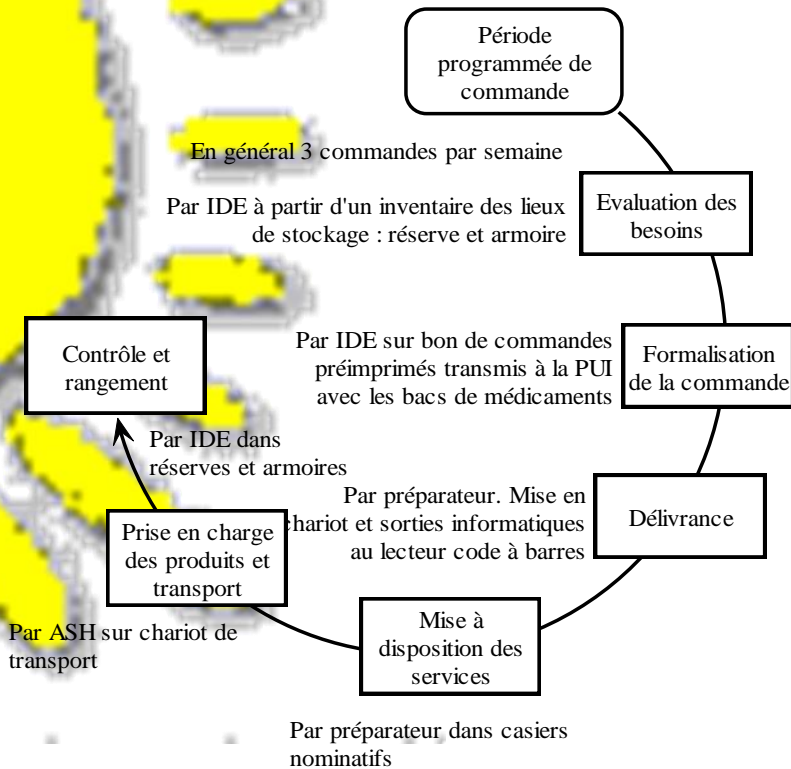 Période
programmée de
commande
En général 3 commandes par semaine
Evaluation des
besoins
Par IDE à partir d'un inventaire des lieux
de stockage : réserve et armoire
Formalisation
de la commande
Par IDE sur bon de commandes
préimprimés transmis à la PUI
avec les bacs de médicaments
Délivrance
Par préparateur. Mise en
chariot et sorties informatiques
au lecteur code à barres
Mise à
disposition des
services
Par préparateur dans casiers
nominatifs
Prise en charge
des produits et
transport
Par ASH sur chariot de
transport
Contrôle et
rangement
Par IDE dans
réserves et armoires